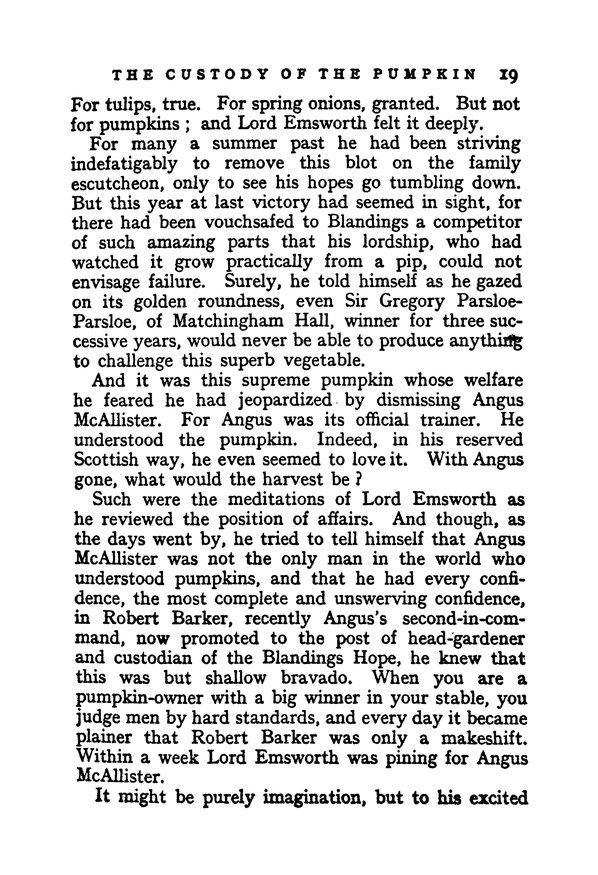 THE CUSTODY OF THE PUMPKIN 19
For tulips, true. For spring onions, granted. But not
for pumpkins ; and Lord Emsworth felt it deeply.
For many a summer past he had been striving
indefatigably to remove this blot on the family
escutcheon, only to see his hopes go tumbling down.
But this year at last victory had seemed in sight, for
there had been vouchsafed to Blandings a competitor
of such amazing parts that his lordship, who had
watched it grow practically from a pip, could not
envisage failure. Surely, he told himself as he gazed
on its golden roundness, even Sir Gregory Parsloe-
Parsloe, of Matchingham Hall, winner for three suc-
cessive years, would never be able to produce anything
to challenge this superb vegetable.
And it was this supreme pumpkin whose welfare
he feared he had jeopardized by dismissing Angus
McAllister. For Angus was its official trainer. He
understood the pumpkin. Indeed, in his reserved
Scottish way, he even seemed to love it. With Angus
gone, what would the harvest be ?
Such were the meditations of Lord Emsworth as
he reviewed the position of affairs. And though, as
the days went by, he tried to tell himself that Angus
McAllister was not the only man in the world who
understood pumpkins, and that he had every confi-
dence, the most complete and unswerving confidence,
in Robert Barker, recently Angus's second-in-com-
mand, now promoted to the post of head-gardener
and custodian of the Blandings Hope, he knew that
this was but shallow bravado. When you are a
pumpkin-owner with a big winner in your stable, you
judge men by hard standards, and every day it became
plainer that Robert Barker was only a makeshift.
Within a week Lord Emsworth was pining for Angus
McAllister.
It might be purely imagination, but to his excited